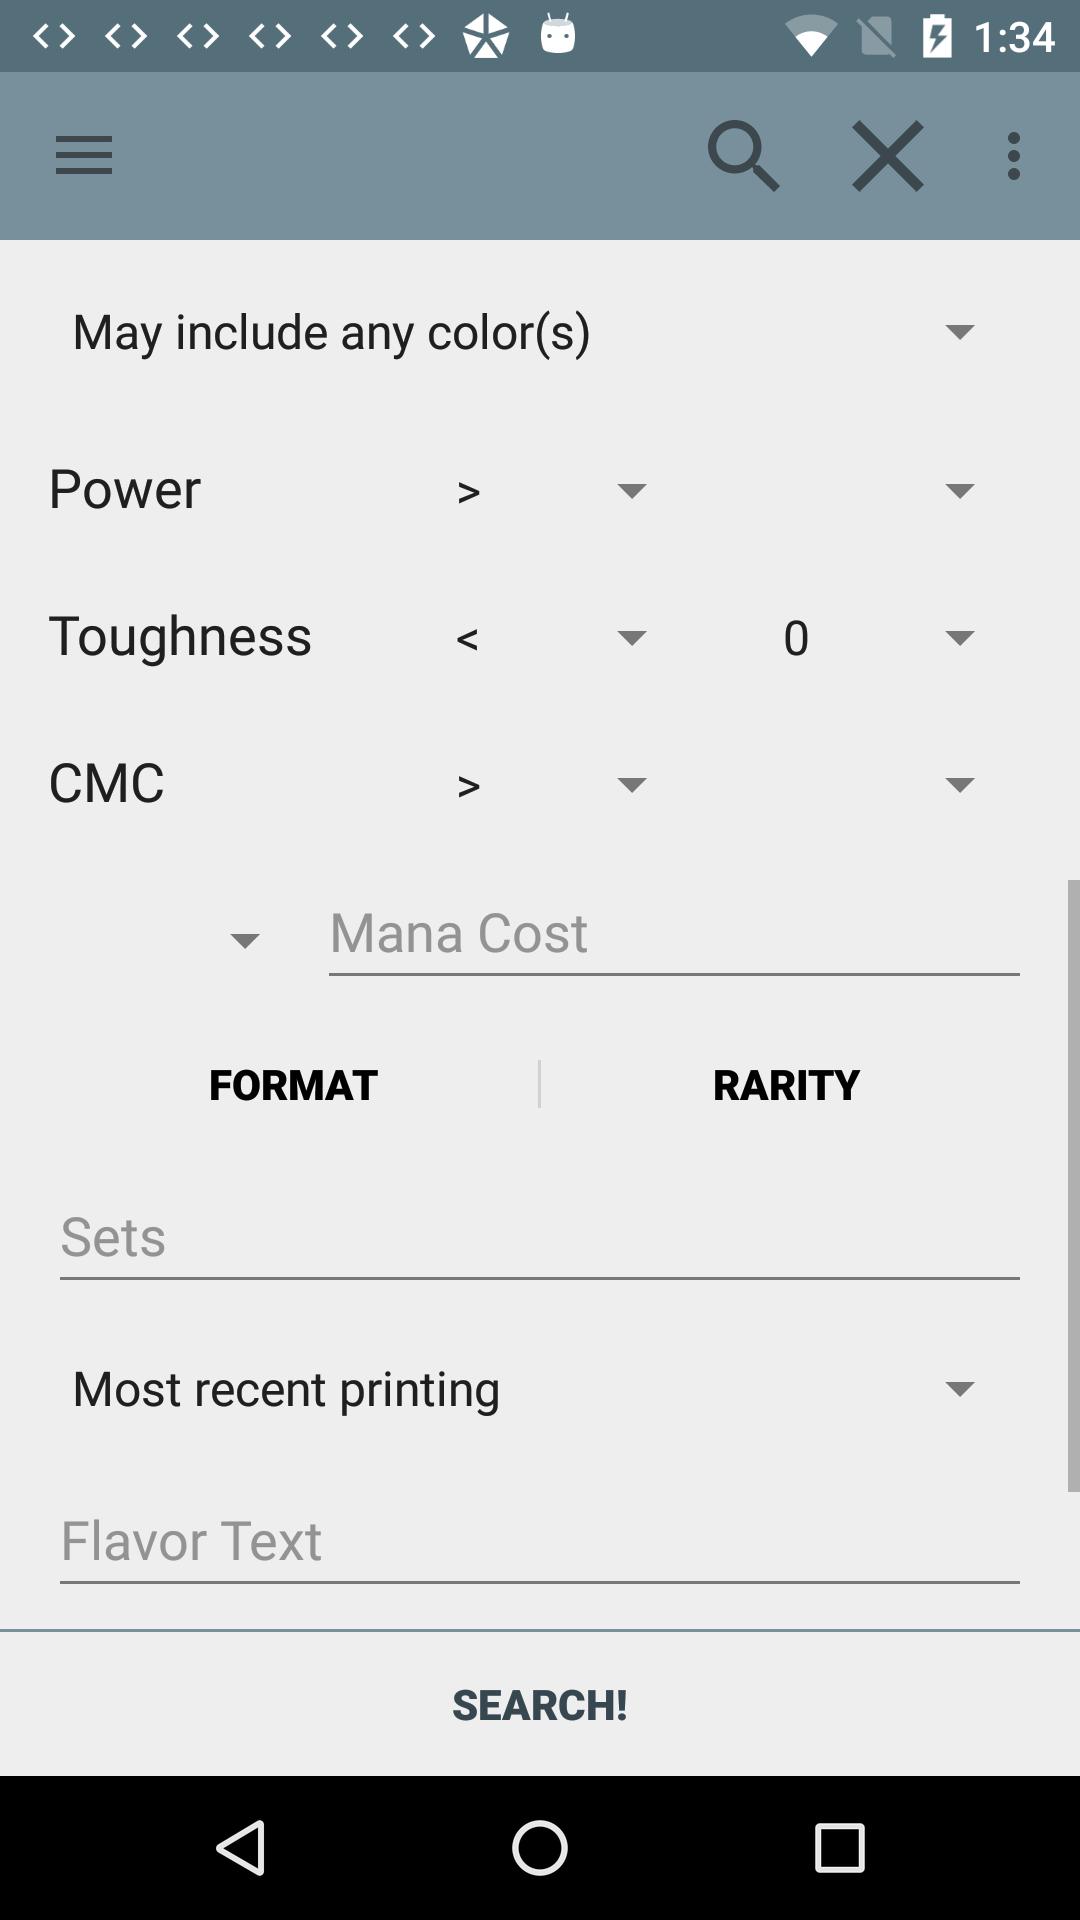 1:34
May include any color(s)
Power >
Toughness < 0
CMC >
Mana Cost
FORMAT RARITY
Sets
Most recent printing
Flavor Text
SEARCH!